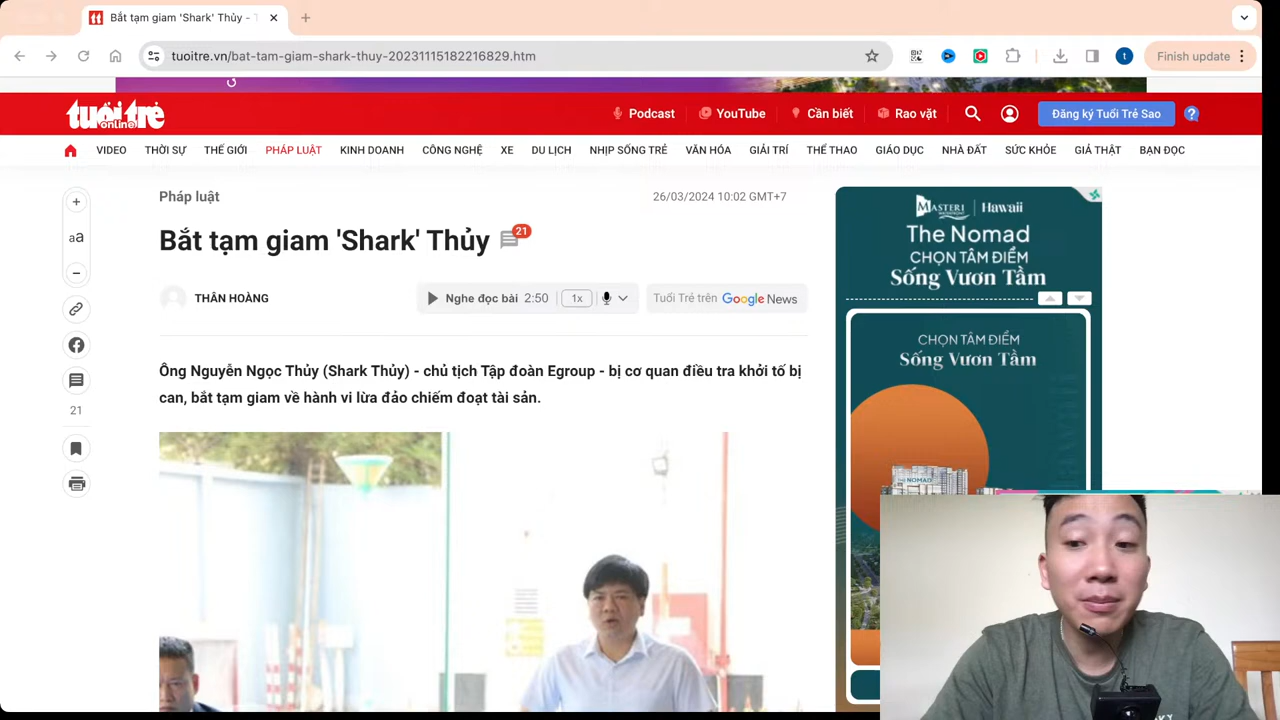 Bắt tạm giam 'Shark' Thủy - T
tuoitre.vn/bat-tam-giam-shark-thuy-20231115182216829.htm
t
Finish update
tuổi trẻ
online
Podcast
YouTube
Cần biết
Rao vặt
Đăng ký Tuổi Trẻ Sao
?
VIDEO THỜI SỰ THẾ GIỚI PHÁP LUẬT KINH DOANH CÔNG NGHỆ XE DU LỊCH NHỊP SỐNG TRẺ VĂN HÓA GIẢI TRÍ THỂ THAO GIÁO DỤC NHÀ ĐẤT SỨC KHỎE GIẢ THẬT BẠN ĐỌC
+
aA
−
21
Pháp luật
26/03/2024 10:02 GMT+7
Bắt tạm giam 'Shark' Thủy
21
THÂN HOÀNG
Nghe đọc bài 2:50 1x
Tuổi Trẻ trên Google News
Ông Nguyễn Ngọc Thủy (Shark Thủy) - chủ tịch Tập đoàn Egroup - bị cơ quan điều tra khởi tố bị
can, bắt tạm giam về hành vi lừa đảo chiếm đoạt tài sản.
MASTERI Hawaii
The Nomad
CHỌN TÂM ĐIỂM
Sống Vươn Tầm
CHỌN TÂM ĐIỂM
Sống Vươn Tầm
THE NOMAD